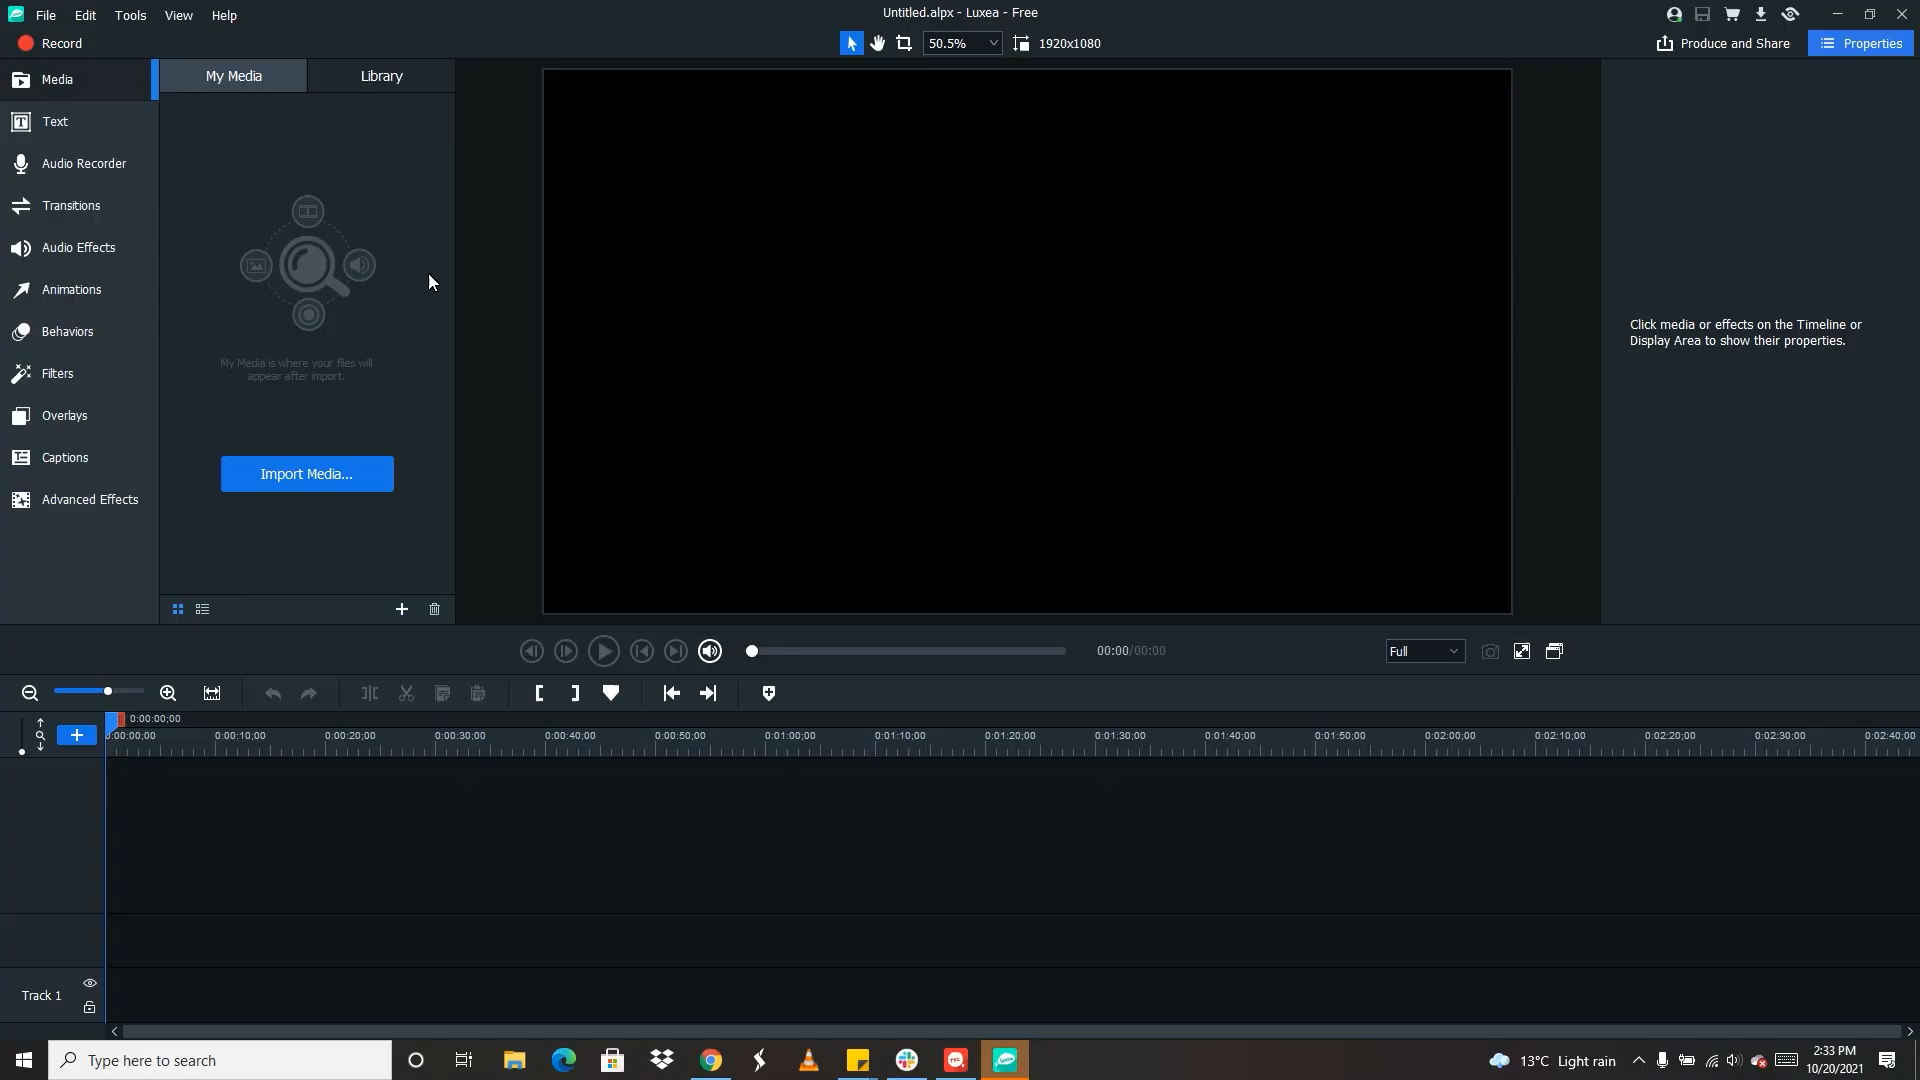 File Edit Tools View Help
Untitled.alpx - Luxea - Free
Record
50.5%
1920x1080
Produce and Share
Properties
Media
My Media
Library
Text
Audio Recorder
Transitions
Audio Effects
Animations
Behaviors
Filters
Overlays
Captions
Advanced Effects
My Media is where your files will
appear after import.
Import Media...
Click media or effects on the Timeline or
Display Area to show their properties.
00:00/00:00
Full
0:00:00;00
0:00:00;00 0:00:10;00 0:00:20;00 0:00:30;00 0:00:40;00 0:00:50;00 0:01:00;00 0:01:10;00 0:01:20;00 0:01:30;00 0:01:40;00 0:01:50;00 0:02:00;00 0:02:10;00 0:02:20;00 0:02:30;00 0:02:40;00
Track 1
Type here to search
13°C Light rain
2:33 PM
10/20/2021